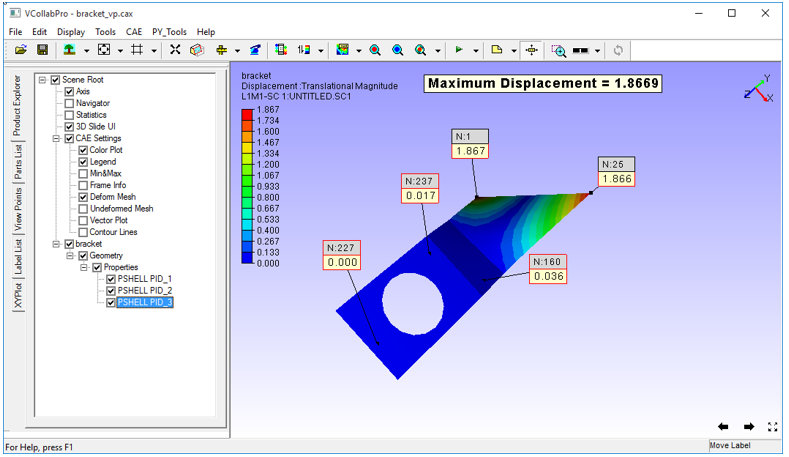 VCollabPro - bracket_vp.cax
File Edit Display Tools CAE PY_Tools Help
Product Explorer
Parts List
View Points
Label List
XYPlot
Scene Root
Axis
Navigator
Statistics
3D Slide UI
CAE Settings
Color Plot
Legend
Min&Max
Frame Info
Deform Mesh
Undeformed Mesh
Vector Plot
Contour Lines
bracket
Geometry
Properties
PSHELL PID_1
PSHELL PID_2
PSHELL PID_3
bracket
Displacement :Translational Magnitude
L1M1-SC 1:UNTITLED.SC1
1.867
1.734
1.600
1.467
1.334
1.200
1.067
0.933
0.800
0.667
0.533
0.400
0.267
0.133
0.000
Maximum Displacement = 1.8669
Y
Z
X
N:1
1.867
N:25
1.866
N:237
0.017
N:227
0.000
N:160
0.036
For Help, press F1
Move Label